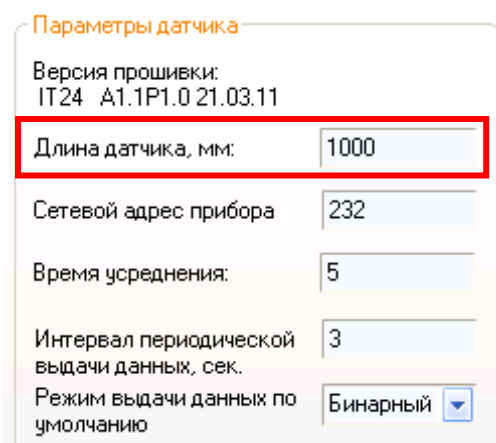 Параметры датчика
Версия прошивки:
IT24 A1.1P1.0 21.03.11
Длина датчика, мм: 1000
Сетевой адрес прибора 232
Время усреднения: 5
Интервал периодической 3
выдачи данных, сек.
Режим выдачи данных по Бинарный
умолчанию